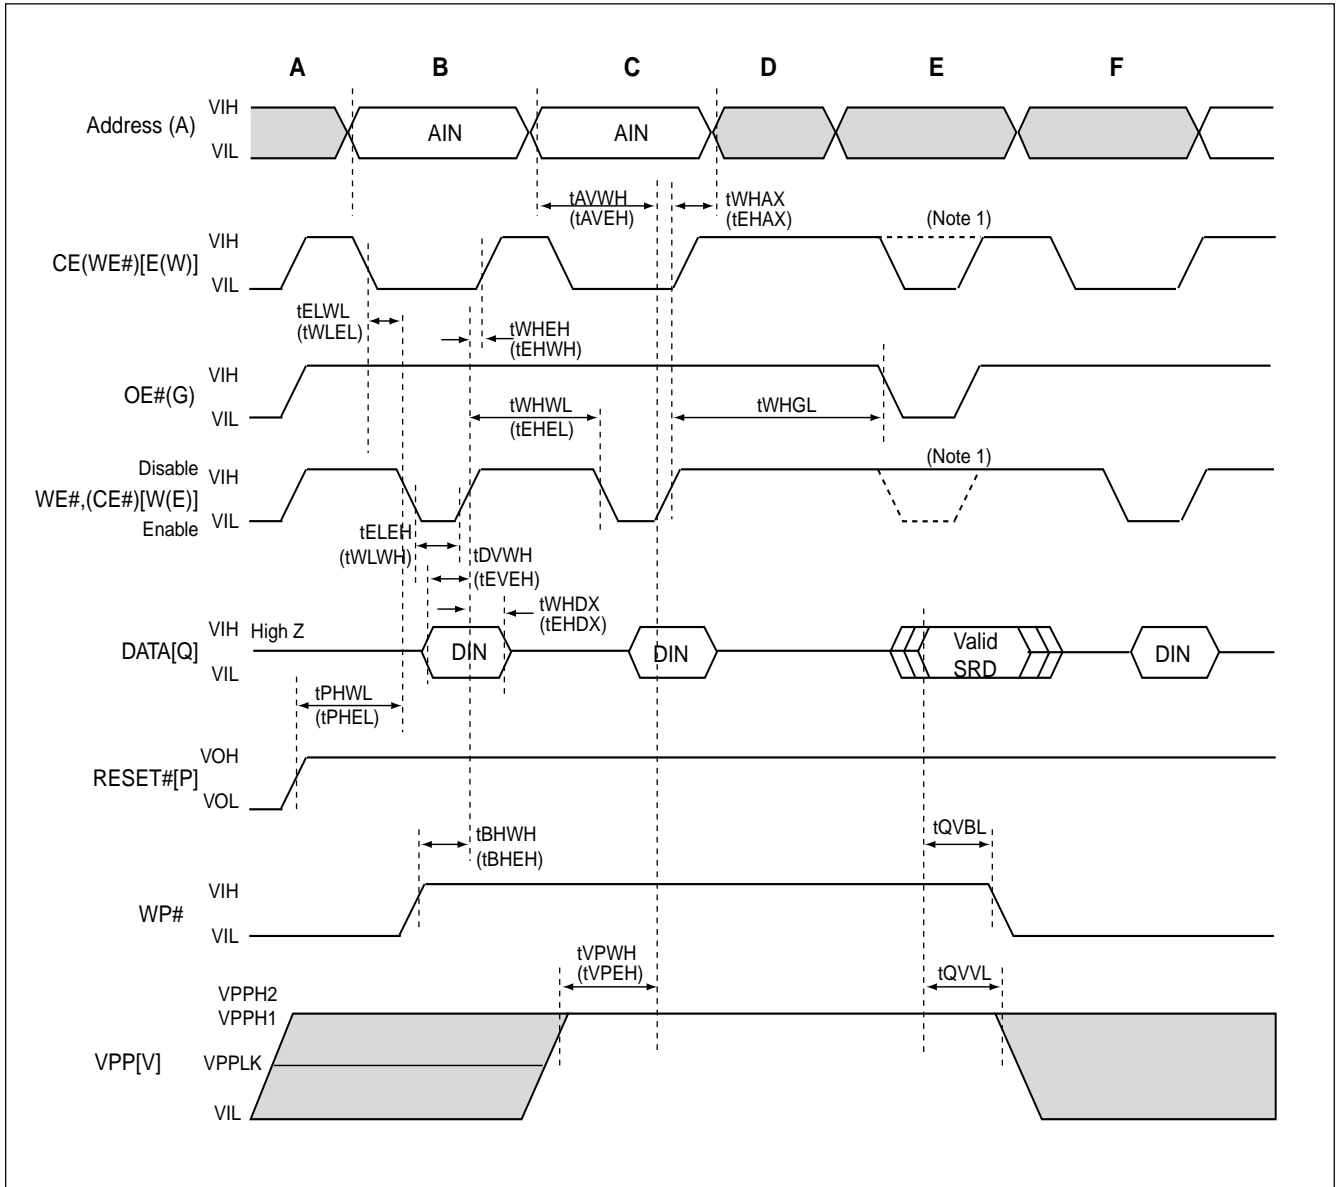 A B C D E F
Address (A)
VIH
VIL
AIN
AIN
tAVWH
(tAVEH)
tWHAX
(tEHAX)
(Note 1)
CE(WE#)[E(W)]
VIH
VIL
tELWL
(tWLEL)
tWHEH
(tEHWH)
OE#(G)
VIH
VIL
tWHWL
(tEHEL)
tWHGL
Disable
VIH
WE#,(CE#)[W(E)]
VIL
Enable
(Note 1)
tELEH
(tWLWH)
tDVWH
(tEVEH)
tWHDX
(tEHDX)
DATA[Q]
VIH
VIL
High Z
DIN
DIN
Valid
SRD
DIN
tPHWL
(tPHEL)
RESET#[P]
VOH
VOL
tBHWH
(tBHEH)
tQVBL
WP#
VIH
VIL
tVPWH
(tVPEH)
tQVVL
VPP[V]
VPPH2
VPPH1
VPPLK
VIL